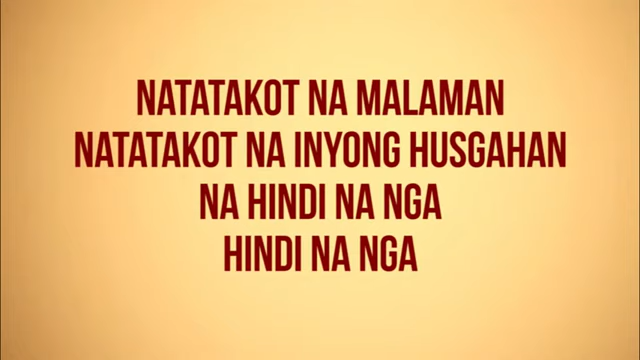 NATATAKOT NA MALAMAN
NATATAKOT NA INYONG HUSGAHAN
NA HINDI NA NGA
HINDI NA NGA